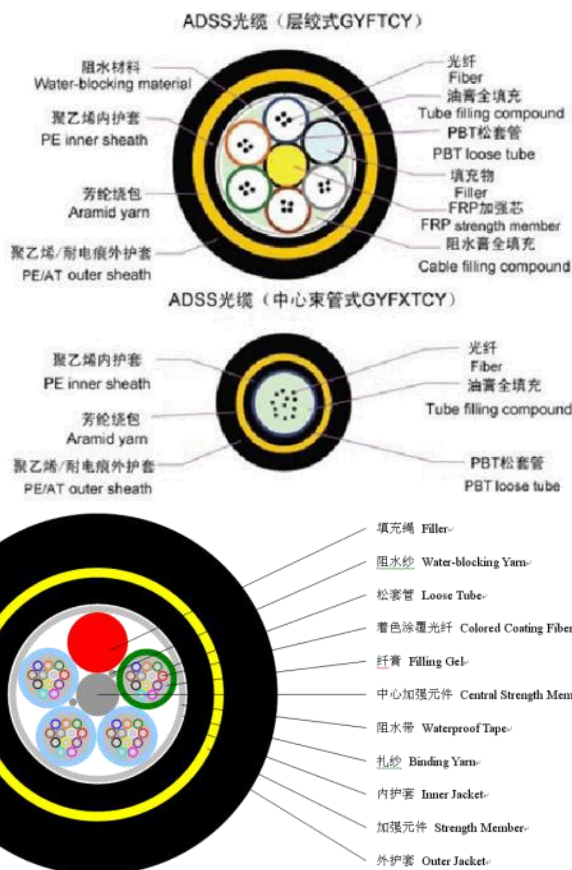 ADSS光缆（层绞式GYFTCY）
阻水材料
Water-blocking material
聚乙烯内护套
PE inner sheath
芳纶绕包
Aramid yarn
聚乙烯/耐电痕外护套
PE/AT outer sheath
光纤
Fiber
油膏全填充
Tube filling compound
PBT松套管
PBT loose tube
填充物
Filler
FRP加强芯
FRP strength member
阻水膏全填充
Cable filling compound
ADSS光缆（中心束管式GYFXTCY）
聚乙烯内护套
PE inner sheath
芳纶绕包
Aramid yarn
聚乙烯/耐电痕外护套
PE/AT outer sheath
光纤
Fiber
油膏全填充
Tube filling compound
PBT松套管
PBT loose tube
填充绳 Filler
阻水纱 Water-blocking Yarn
松套管 Loose Tube
着色涂覆光纤 Colored Coating Fiber
纤膏 Filling Gel
中心加强元件 Central Strength Mem
阻水带 Waterproof Tape
扎纱 Binding Yarn
内护套 Inner Jacket
加强元件 Strength Member
外护套 Outer Jacket